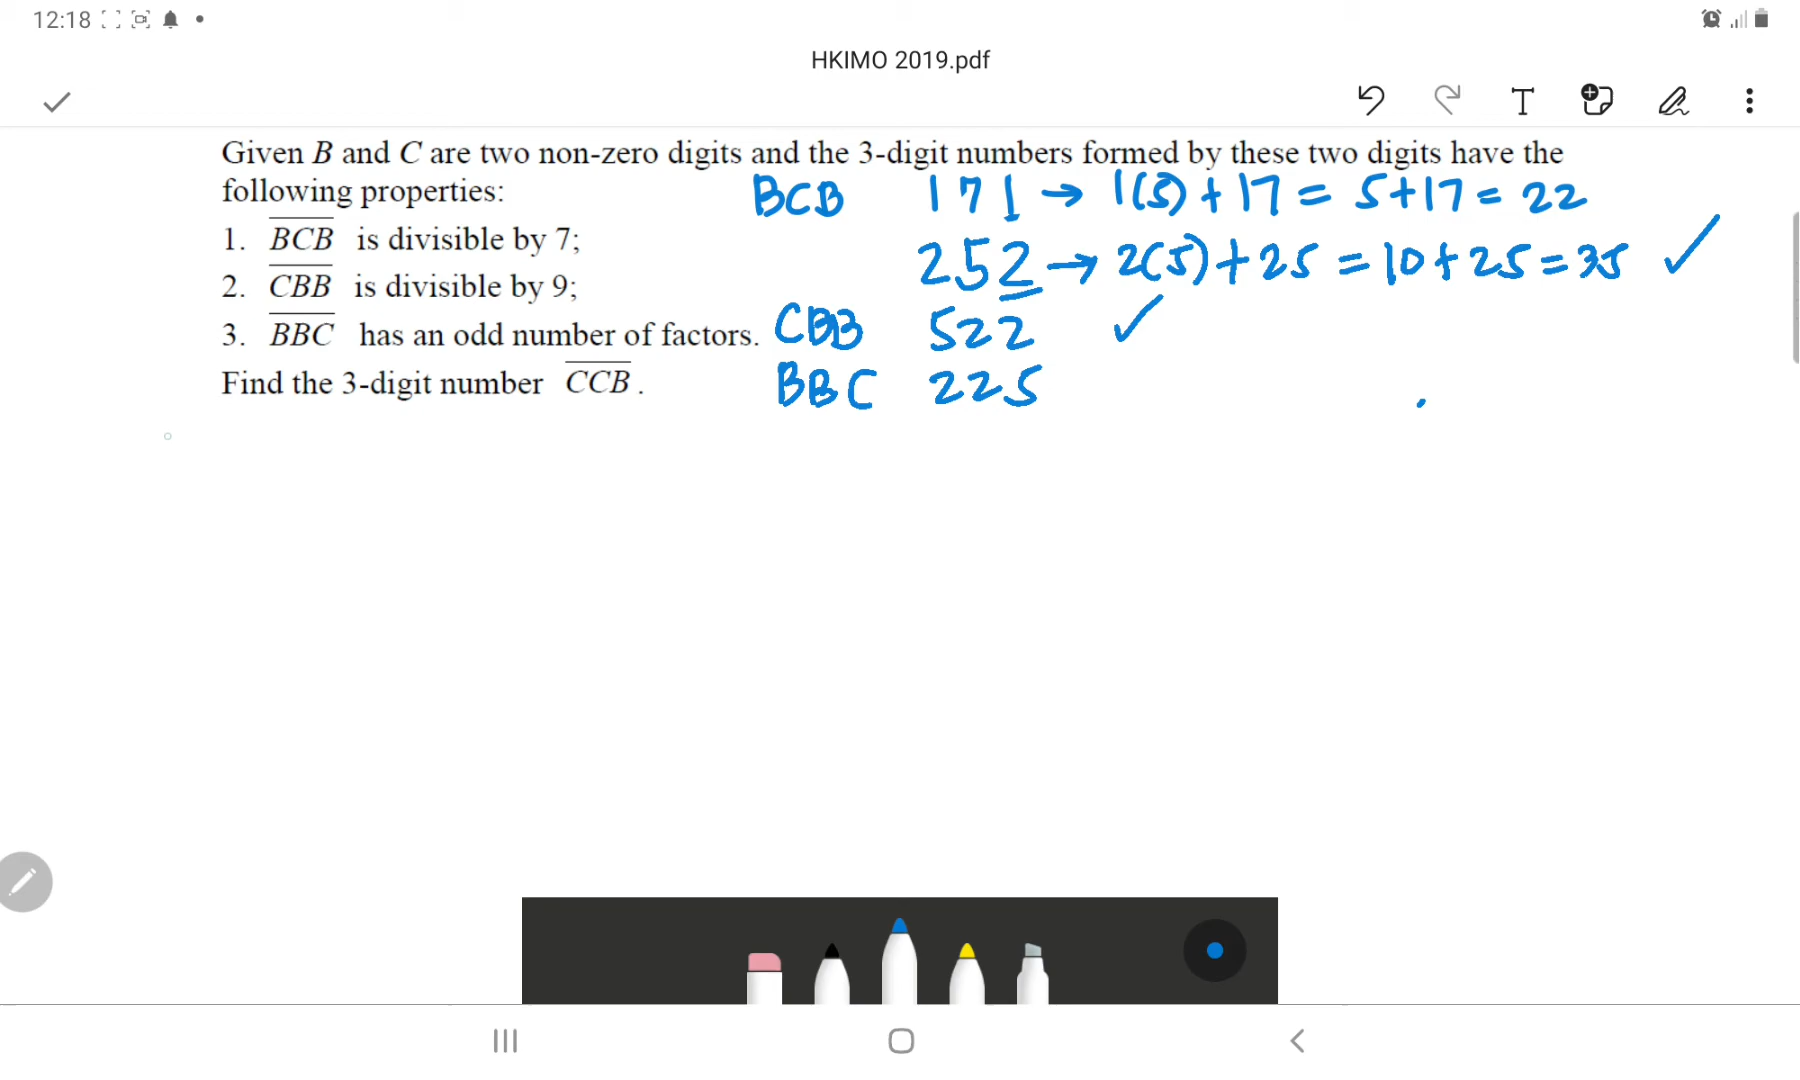 12:18
HKIMO 2019.pdf
T
Given B and C are two non-zero digits and the 3-digit numbers formed by these two digits have the
following properties:
BCB 171 → 1(5) + 17 = 5+17 = 22
1. BCB is divisible by 7;
252 → 2(5) + 25 = 10 + 25 = 35 ✓
2. CBB is divisible by 9;
CBB 522 ✓
3. BBC has an odd number of factors.
BBC 225
Find the 3-digit number CCB.